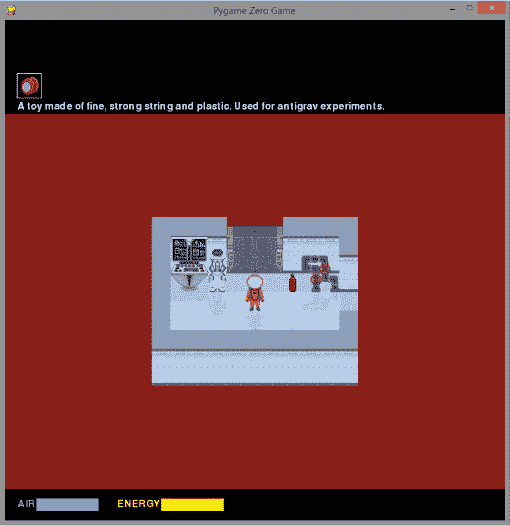 Pygame Zero Game
A toy made of fine, strong string and plastic. Used for antigrav experiments.
AIR ENERGY